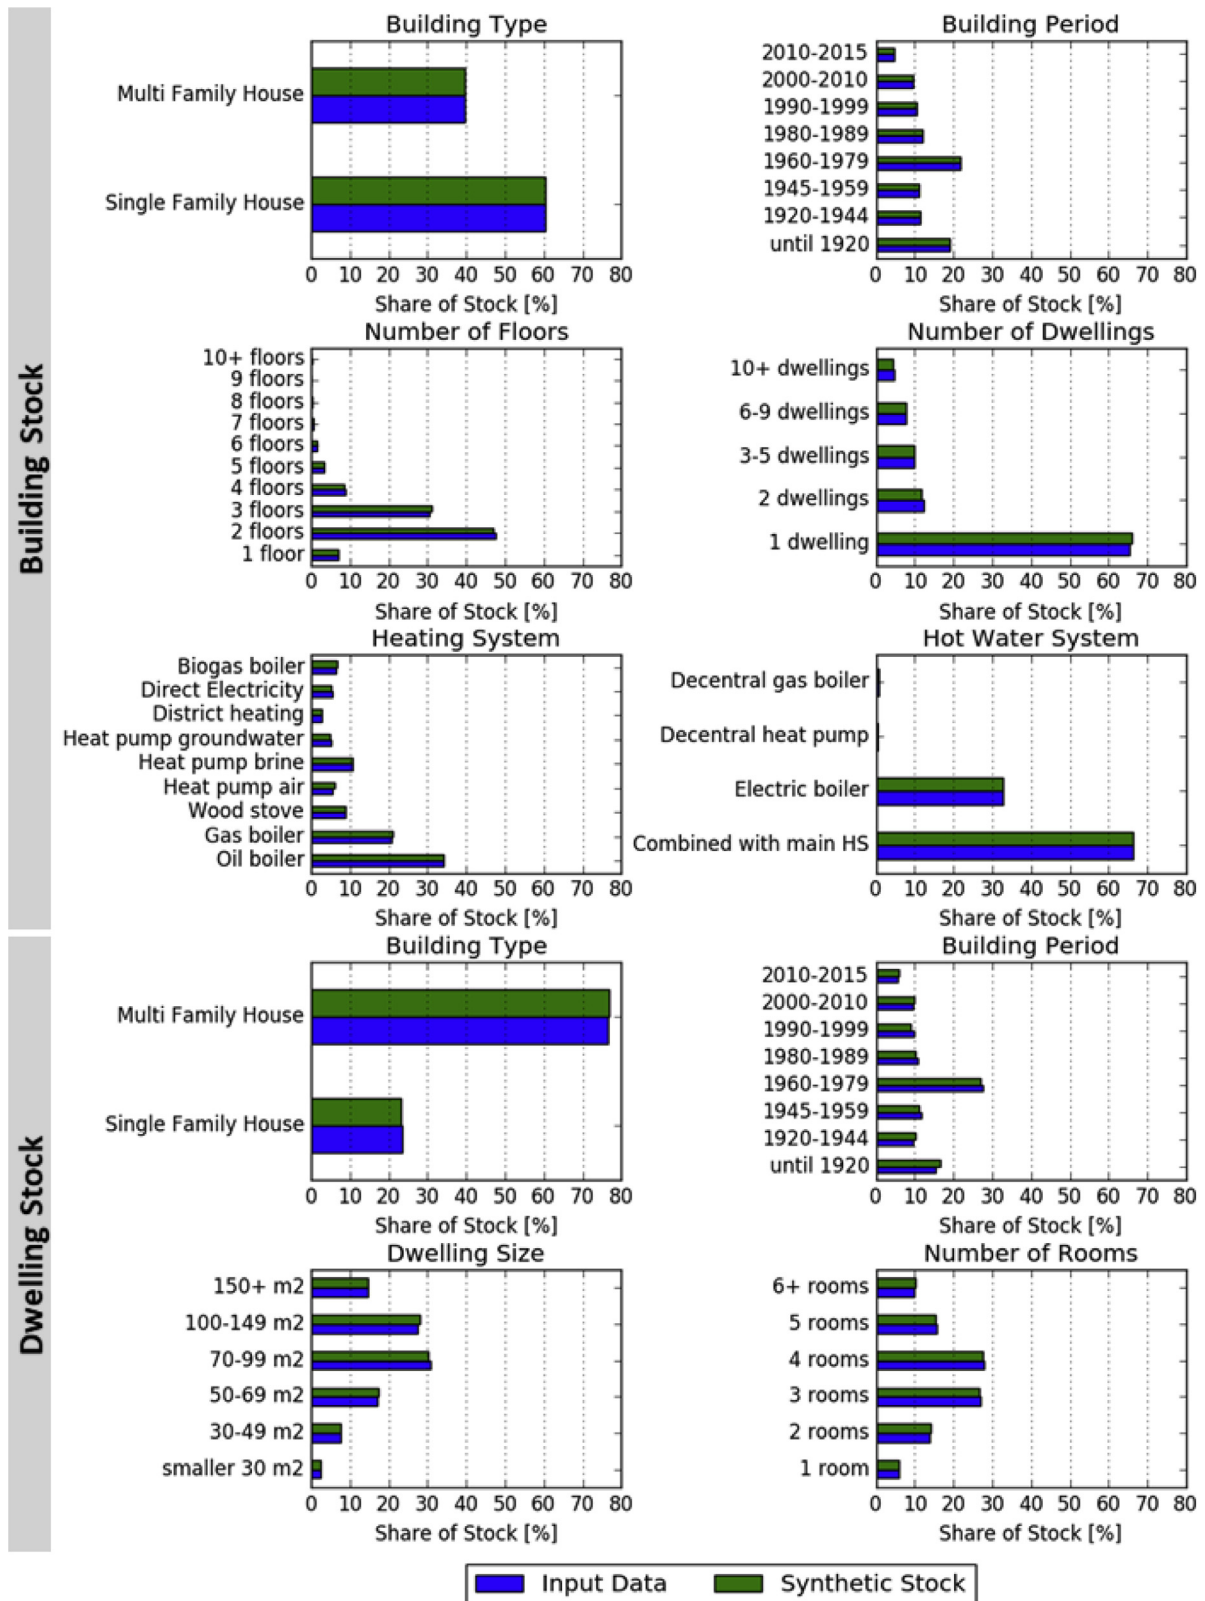 Building Stock
Building Type
Multi Family House
Single Family House
0 10 20 30 40 50 60 70 80
Share of Stock [%]
Building Period
2010-2015
2000-2010
1990-1999
1980-1989
1960-1979
1945-1959
1920-1944
until 1920
0 10 20 30 40 50 60 70 80
Share of Stock [%]
Number of Floors
10+ floors
9 floors
8 floors
7 floors
6 floors
5 floors
4 floors
3 floors
2 floors
1 floor
0 10 20 30 40 50 60 70 80
Share of Stock [%]
Number of Dwellings
10+ dwellings
6-9 dwellings
3-5 dwellings
2 dwellings
1 dwelling
0 10 20 30 40 50 60 70 80
Share of Stock [%]
Heating System
Biogas boiler
Direct Electricity
District heating
Heat pump groundwater
Heat pump brine
Heat pump air
Wood stove
Gas boiler
Oil boiler
0 10 20 30 40 50 60 70 80
Share of Stock [%]
Hot Water System
Decentral gas boiler
Decentral heat pump
Electric boiler
Combined with main HS
0 10 20 30 40 50 60 70 80
Share of Stock [%]
Dwelling Stock
Building Type
Multi Family House
Single Family House
0 10 20 30 40 50 60 70 80
Share of Stock [%]
Building Period
2010-2015
2000-2010
1990-1999
1980-1989
1960-1979
1945-1959
1920-1944
until 1920
0 10 20 30 40 50 60 70 80
Share of Stock [%]
Dwelling Size
150+ m2
100-149 m2
70-99 m2
50-69 m2
30-49 m2
smaller 30 m2
0 10 20 30 40 50 60 70 80
Share of Stock [%]
Number of Rooms
6+ rooms
5 rooms
4 rooms
3 rooms
2 rooms
1 room
0 10 20 30 40 50 60 70 80
Share of Stock [%]
Input Data
Synthetic Stock